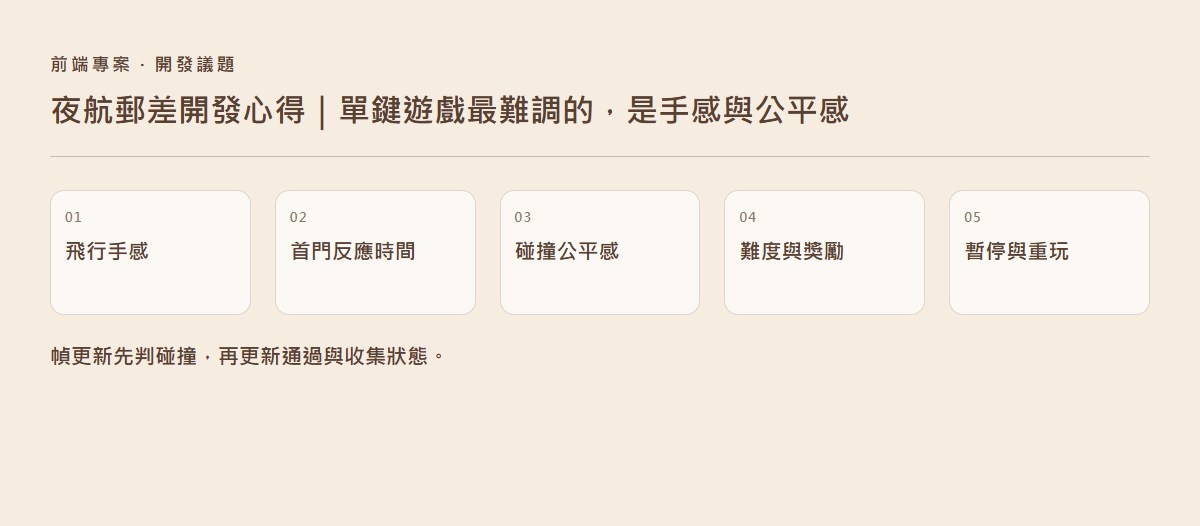 前端專案 · 開發議題
夜航郵差開發心得｜單鍵遊戲最難調的，是手感與公平感
01
飛行手感
02
首門反應時間
03
碰撞公平感
04
難度與獎勵
05
暫停與重玩
幀更新先判碰撞，再更新通過與收集狀態。